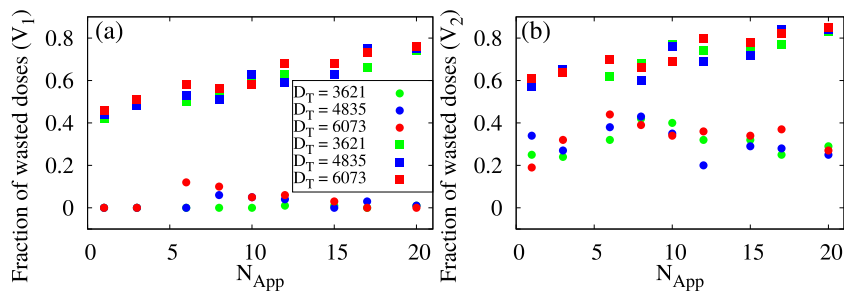 (a)
Fraction of wasted doses (V1)
0.8
0.6
0.4
0.2
0
D_T = 3621
D_T = 4835
D_T = 6073
D_T = 3621
D_T = 4835
D_T = 6073
0 5 10 15 20
N_App
(b)
Fraction of wasted doses (V2)
0.8
0.6
0.4
0.2
0
0 5 10 15 20
N_App